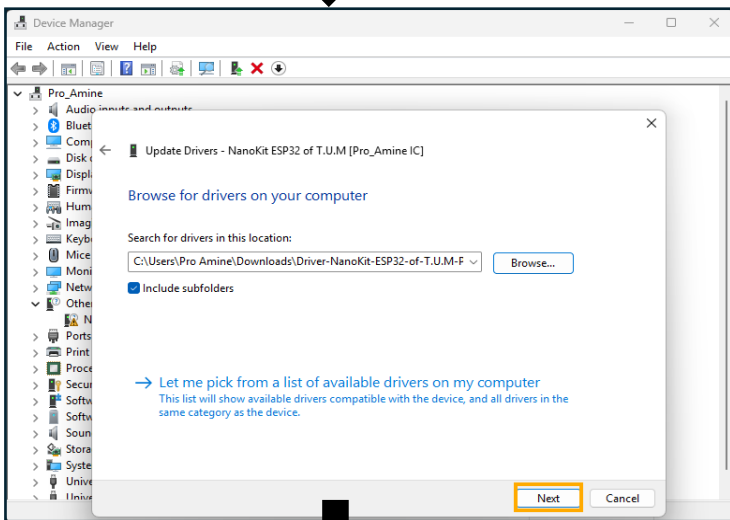 Device Manager
File Action View Help
Pro_Amine
Audio inputs and outputs
Bluet
Com
Disk
Displ
Firmw
Hum
Imag
Keyb
Mice
Moni
Netw
Othe
N
Ports
Print
Proce
Secur
Softw
Softw
Soun
Stora
Syste
Unive
Unive
Update Drivers - NanoKit ESP32 of T.U.M [Pro_Amine IC]
Browse for drivers on your computer
Search for drivers in this location:
C:\Users\Pro Amine\Downloads\Driver-NanoKit-ESP32-of-T.U.M-F
Browse...
Include subfolders
Let me pick from a list of available drivers on my computer
This list will show available drivers compatible with the device, and all drivers in the
same category as the device.
Next Cancel